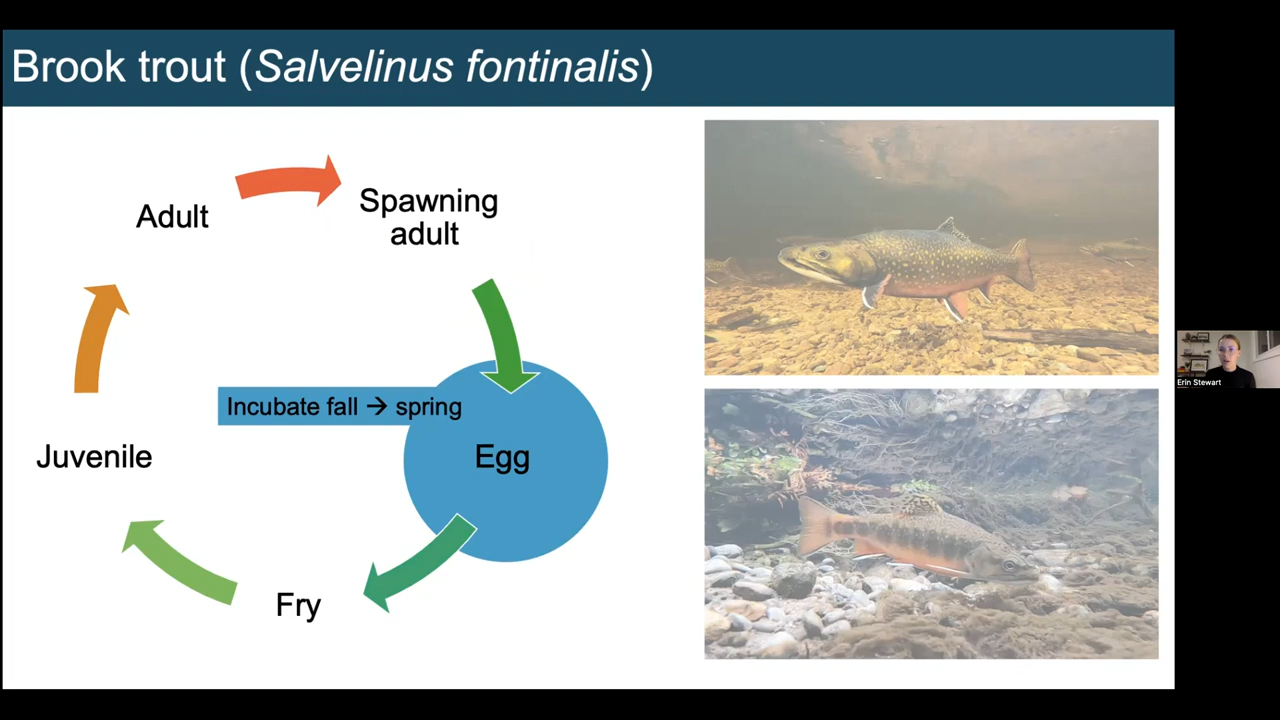 Brook trout (Salvelinus fontinalis)
Adult
Spawning
adult
Incubate fall → spring
Egg
Juvenile
Fry
Erin Stewart